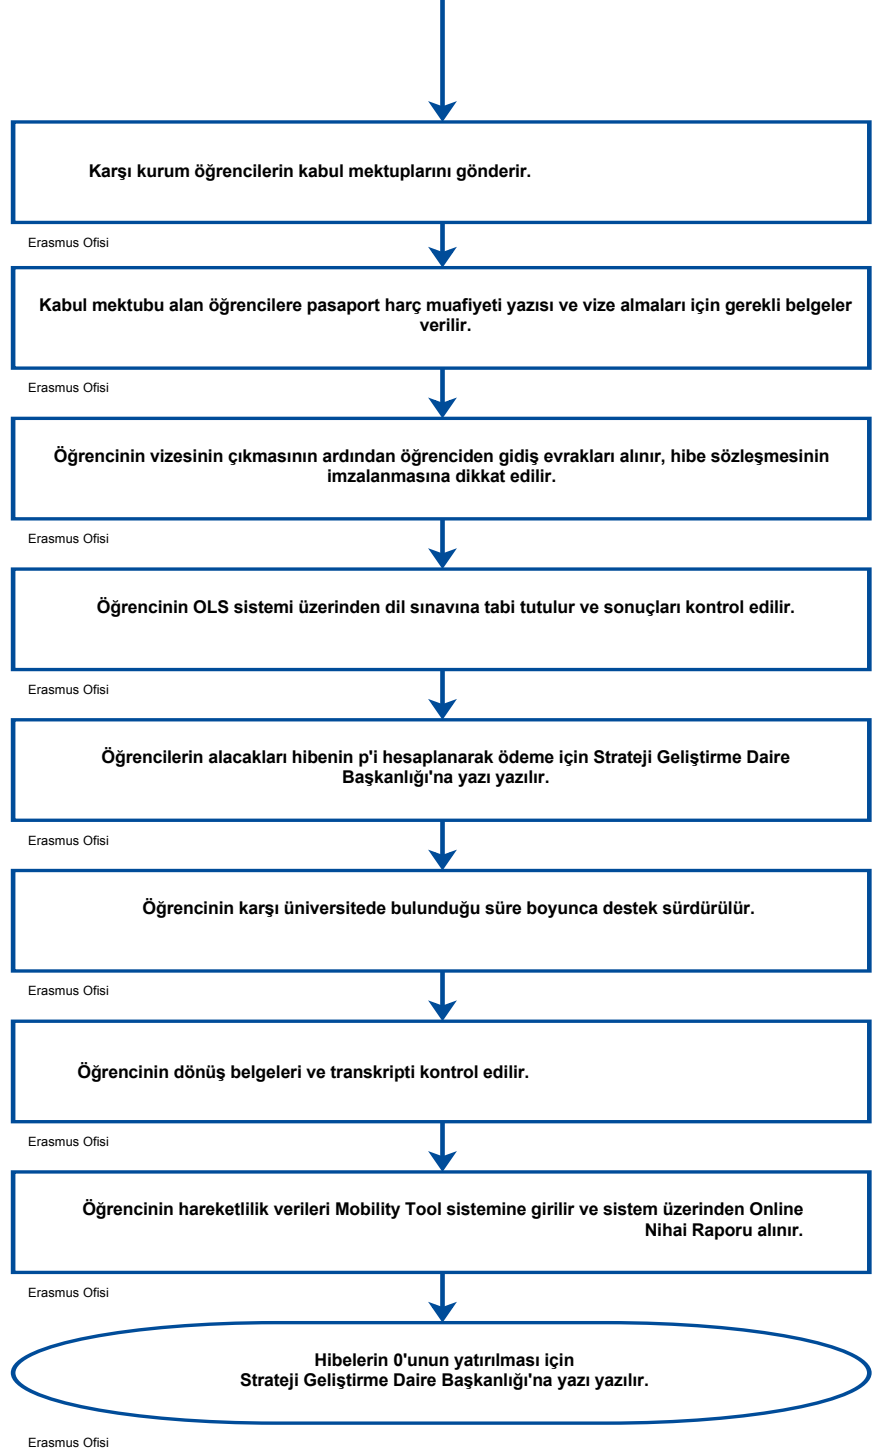 Karşı kurum öğrencilerin kabul mektuplarını gönderir.
Erasmus Ofisi
Kabul mektubu alan öğrencilere pasaport harç muafiyeti yazısı ve vize almaları için gerekli belgeler
verilir.
Erasmus Ofisi
Öğrencinin vizesinin çıkmasının ardından öğrenciden gidiş evrakları alınır, hibe sözleşmesinin
imzalanmasına dikkat edilir.
Erasmus Ofisi
Öğrencinin OLS sistemi üzerinden dil sınavına tabi tutulur ve sonuçları kontrol edilir.
Erasmus Ofisi
Öğrencilerin alacakları hibenin p'i hesaplanarak ödeme için Strateji Geliştirme Daire
Başkanlığı'na yazı yazılır.
Erasmus Ofisi
Öğrencinin karşı üniversitede bulunduğu süre boyunca destek sürdürülür.
Erasmus Ofisi
Öğrencinin dönüş belgeleri ve transkripti kontrol edilir.
Erasmus Ofisi
Öğrencinin hareketlilik verileri Mobility Tool sistemine girilir ve sistem üzerinden Online
Nihai Raporu alınır.
Erasmus Ofisi
Hibelerin 0'unun yatırılması için
Strateji Geliştirme Daire Başkanlığı'na yazı yazılır.
Erasmus Ofisi